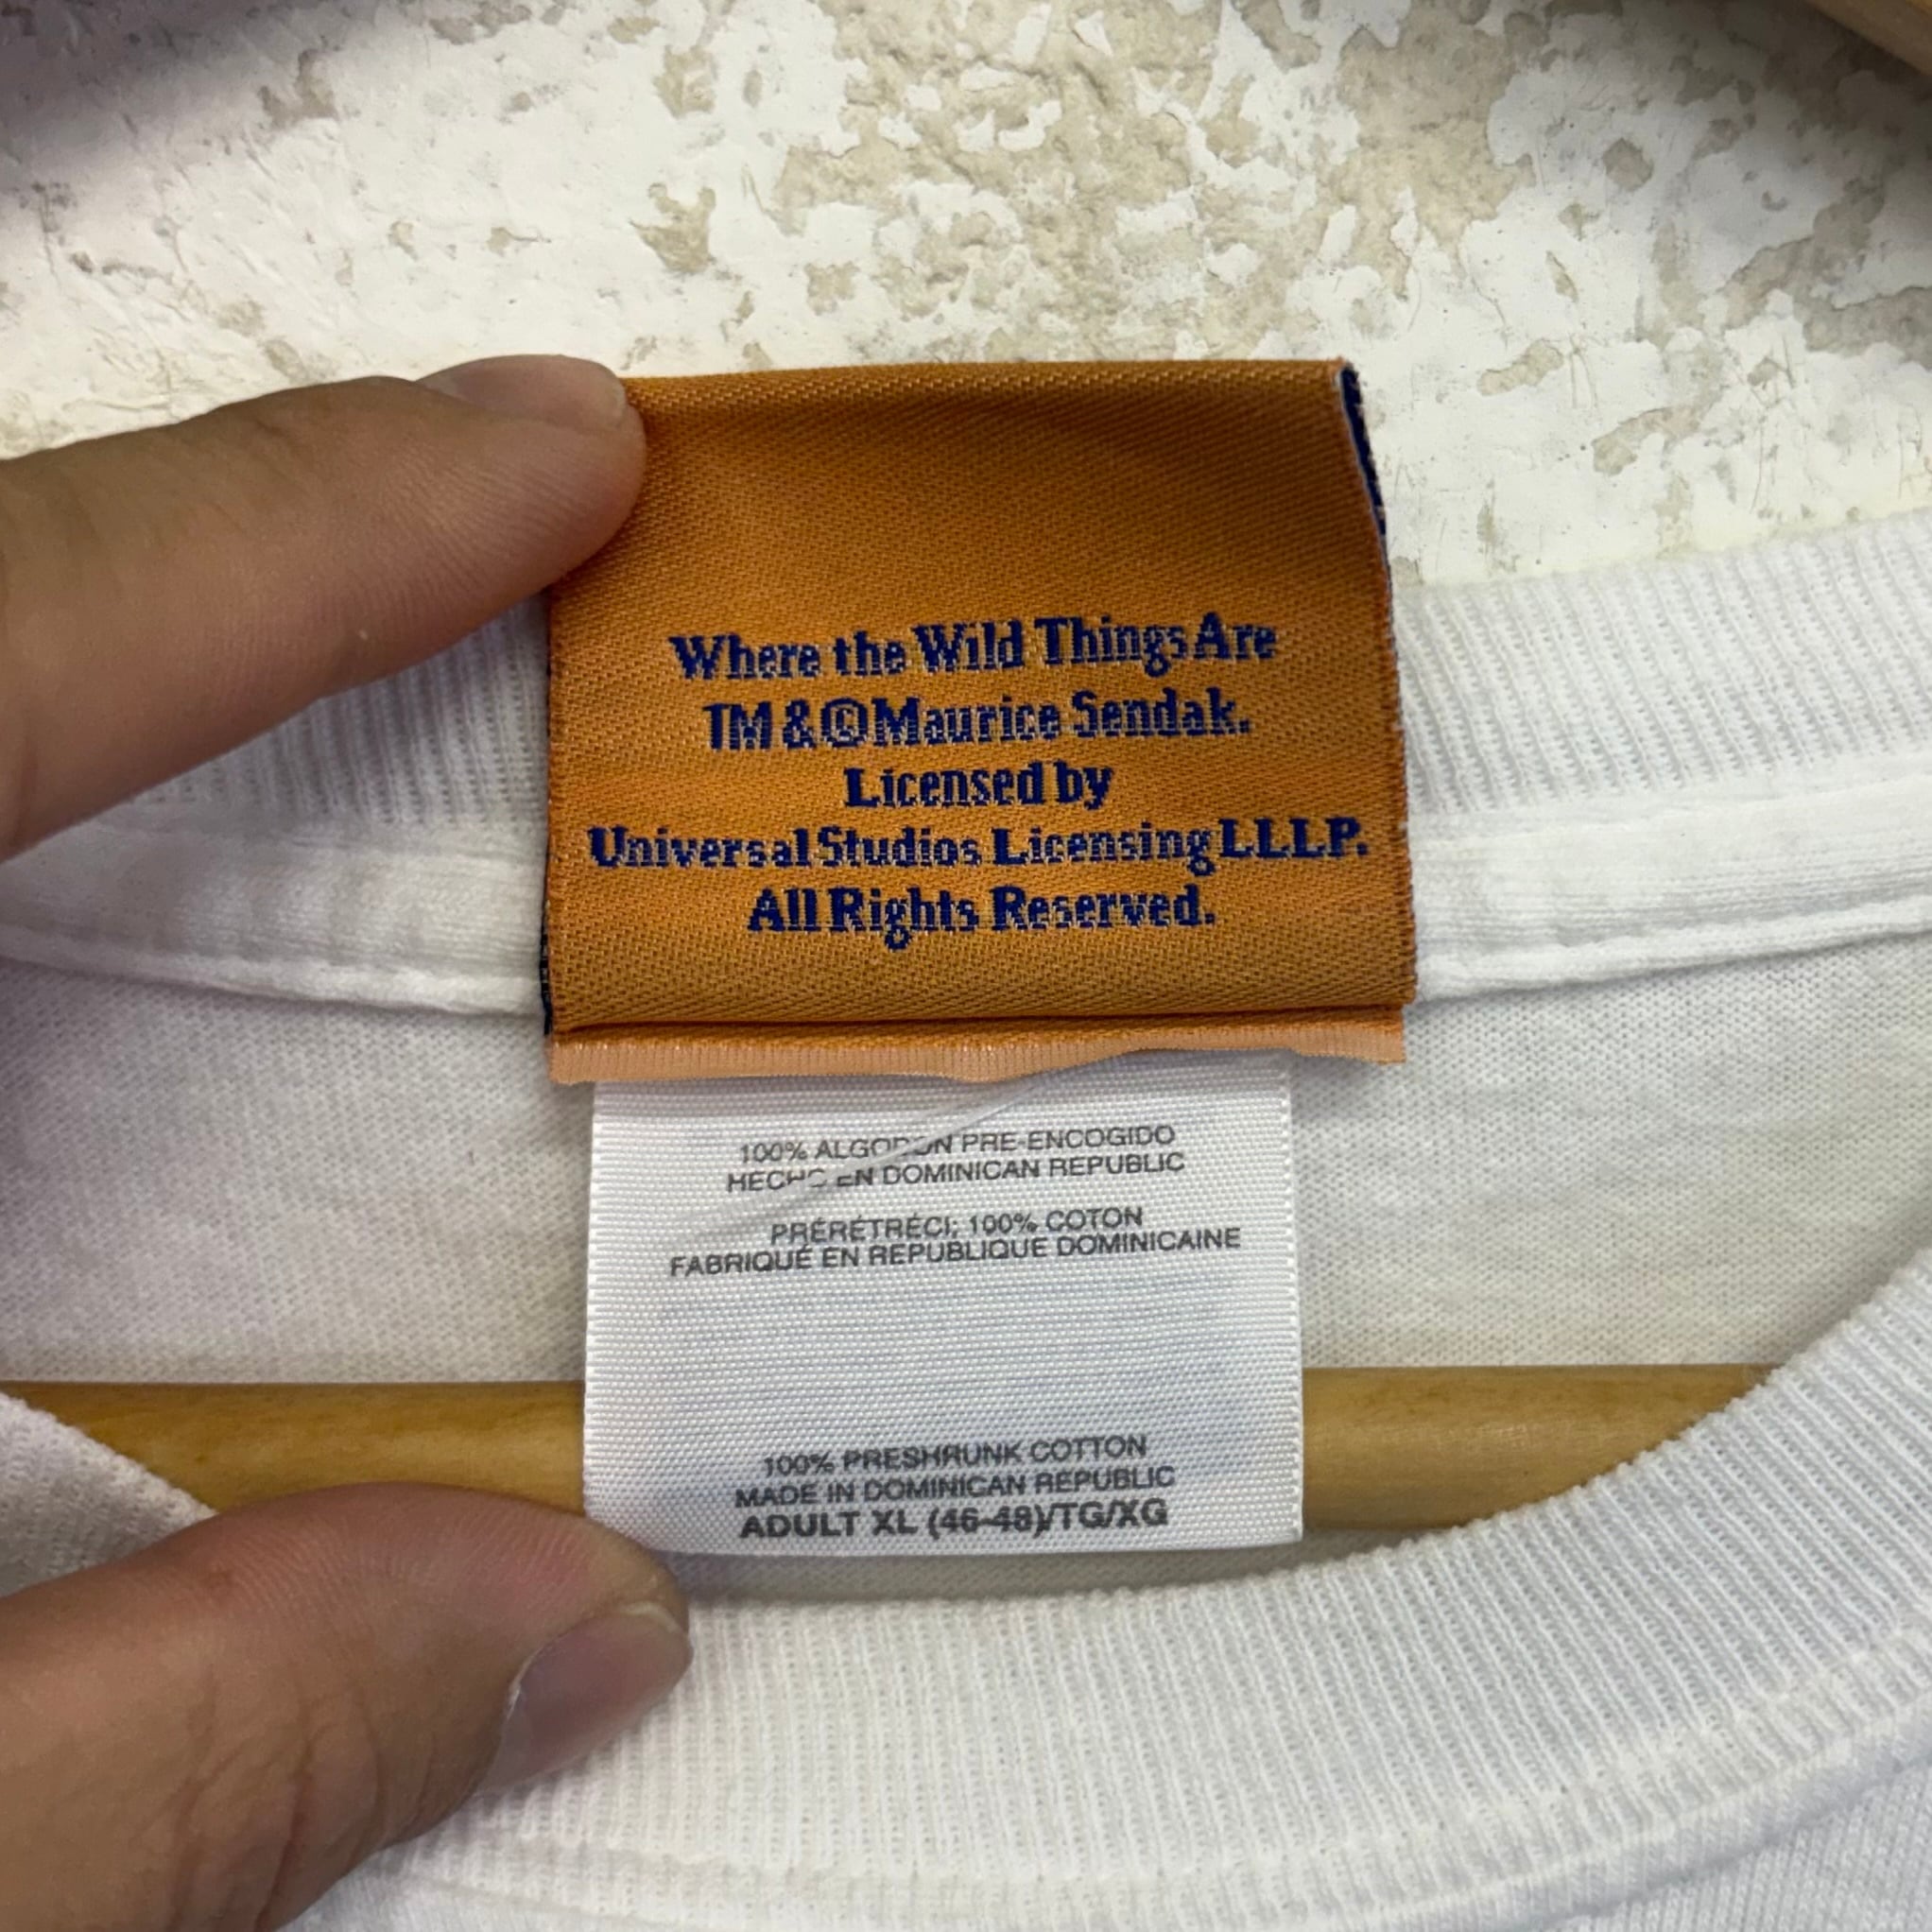 Where the Wild Things Are
TM & © Maurice Sendak.
Licensed by
Universal Studios Licensing LLLP.
All Rights Reserved.
100% ALGODON PRE-ENCOGIDO
HECHO EN DOMINICAN REPUBLIC
PRÉRÉTRÉCI; 100% COTON
FABRIQUÉ EN REPUBLIQUE DOMINICAINE
100% PRESHRUNK COTTON
MADE IN DOMINICAN REPUBLIC
ADULT XL (46-48)/TG/XG